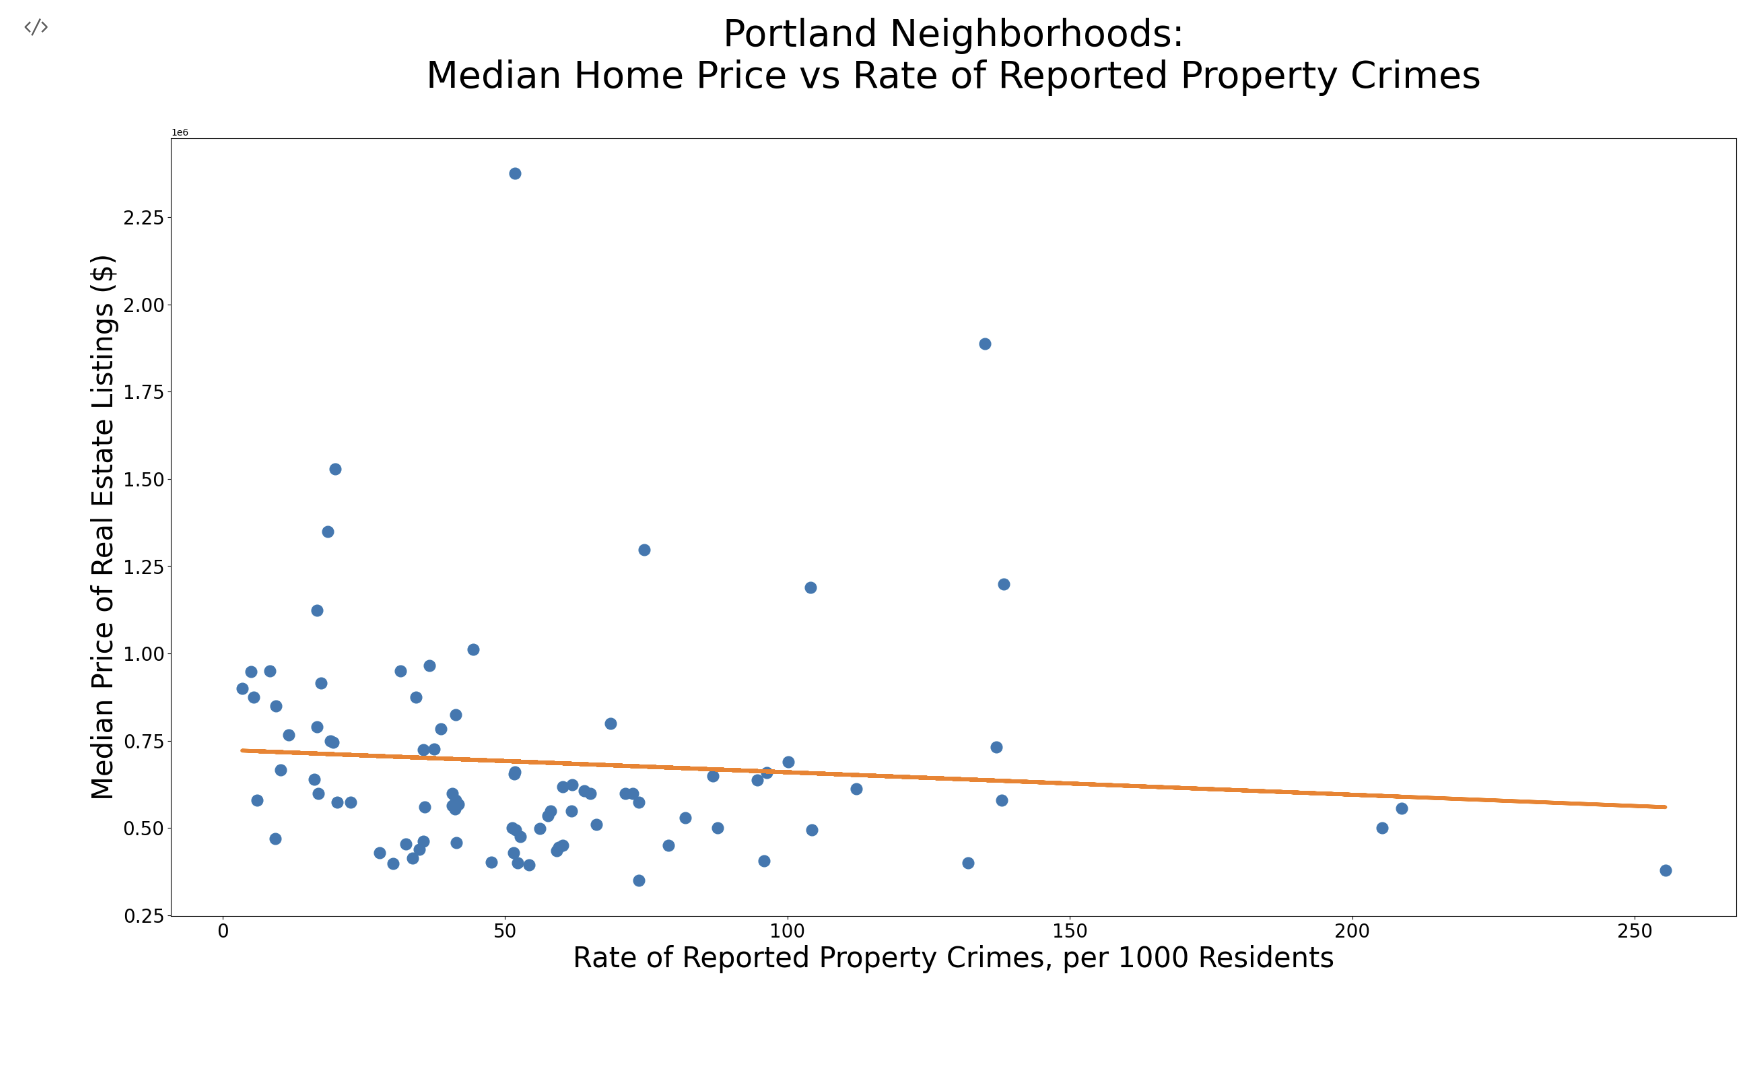 </>
Portland Neighborhoods:
Median Home Price vs Rate of Reported Property Crimes
1e6
Median Price of Real Estate Listings ($)
2.25
2.00
1.75
1.50
1.25
1.00
0.75
0.50
0.25
0 50 100 150 200 250
Rate of Reported Property Crimes, per 1000 Residents